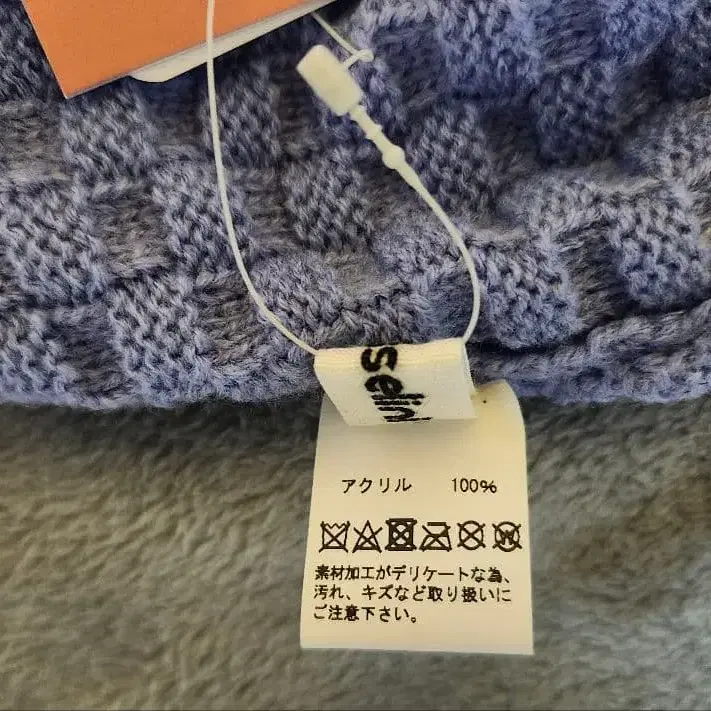 アクリル 100%
素材加工がデリケートな為、
汚れ、キズなど取り扱いに
ご注意下さい。